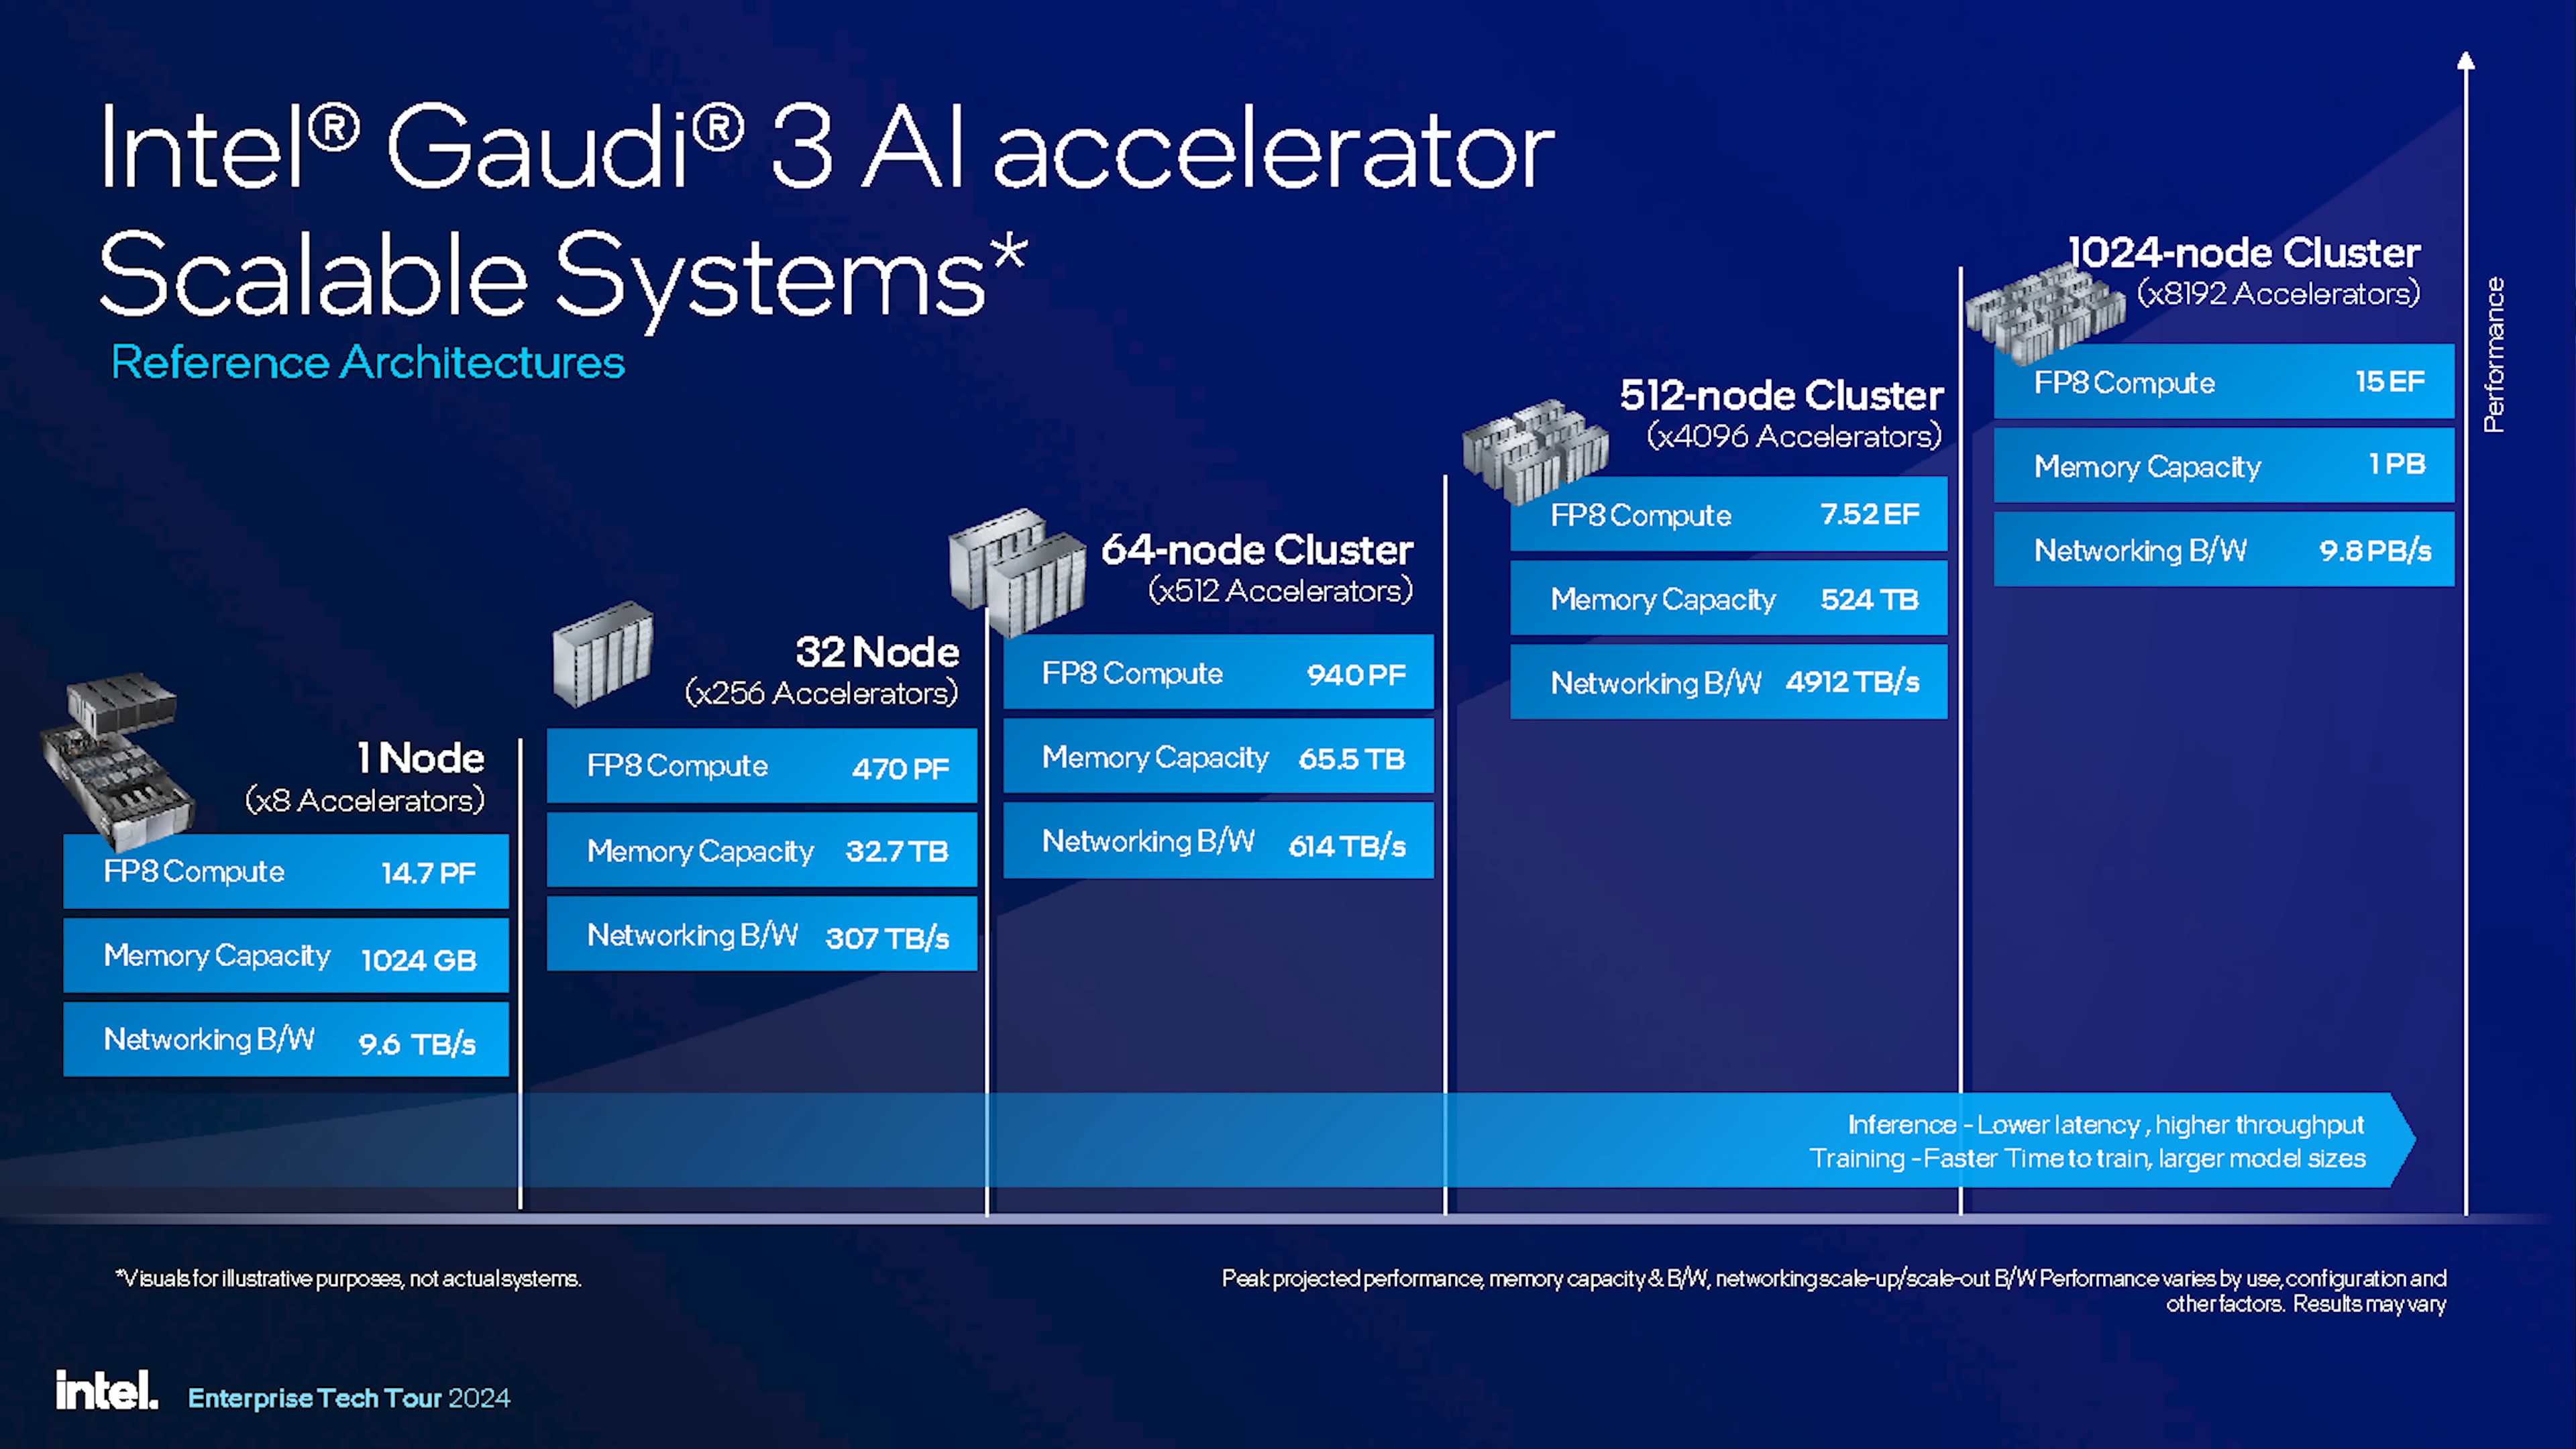 Intel® Gaudi® 3 AI accelerator
Scalable Systems*
Reference Architectures
1 Node
(x8 Accelerators)
FP8 Compute 14.7 PF
Memory Capacity 1024 GB
Networking B/W 9.6 TB/s
32 Node
(x256 Accelerators)
FP8 Compute 470 PF
Memory Capacity 32.7 TB
Networking B/W 307 TB/s
64-node Cluster
(x512 Accelerators)
FP8 Compute 940 PF
Memory Capacity 65.5 TB
Networking B/W 614 TB/s
512-node Cluster
(x4096 Accelerators)
FP8 Compute 7.52 EF
Memory Capacity 524 TB
Networking B/W 4912 TB/s
1024-node Cluster
(x8192 Accelerators)
FP8 Compute 15 EF
Memory Capacity 1 PB
Networking B/W 9.8 PB/s
Performance
Inference - Lower latency, higher throughput
Training - Faster Time to train, larger model sizes
*Visuals for illustrative purposes, not actual systems.
Peak projected performance, memory capacity & B/W, networking scale-up/scale-out B/W Performance varies by use, configuration and
other factors. Results may vary
intel.
Enterprise Tech Tour 2024